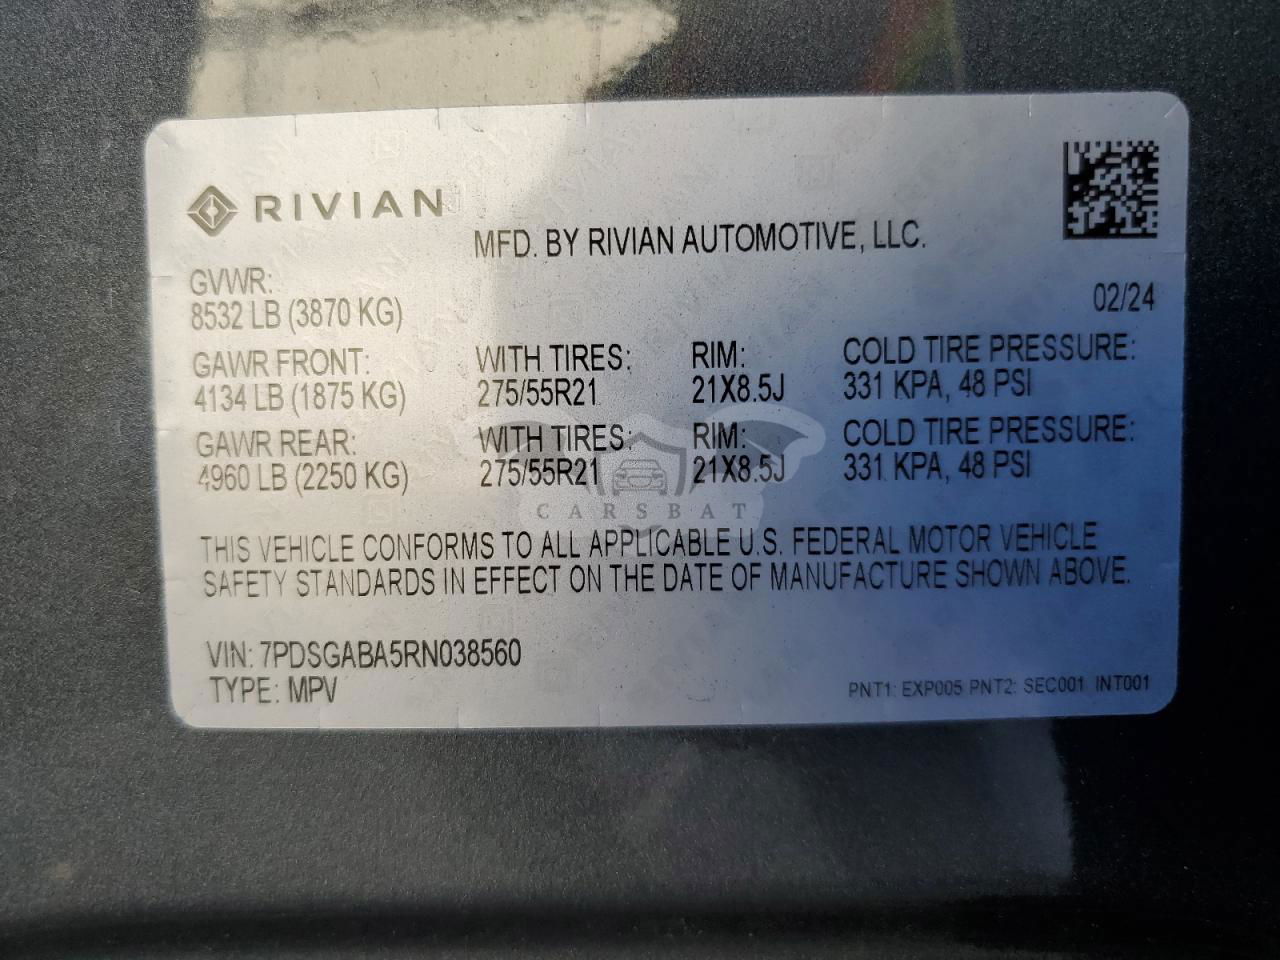 RIVIAN
MFD. BY RIVIAN AUTOMOTIVE, LLC.
GVWR:
8532 LB (3870 KG)
02/24
GAWR FRONT: WITH TIRES: RIM: COLD TIRE PRESSURE:
4134 LB (1875 KG) 275/55R21 21X8.5J 331 KPA, 48 PSI
GAWR REAR: WITH TIRES: RIM: COLD TIRE PRESSURE:
4960 LB (2250 KG) 275/55R21 21X8.5J 331 KPA, 48 PSI
CARSBAT
THIS VEHICLE CONFORMS TO ALL APPLICABLE U.S. FEDERAL MOTOR VEHICLE
SAFETY STANDARDS IN EFFECT ON THE DATE OF MANUFACTURE SHOWN ABOVE.
VIN: 7PDSGABA5RN038560
TYPE: MPV
PNT1: EXP005 PNT2: SEC001 INT001